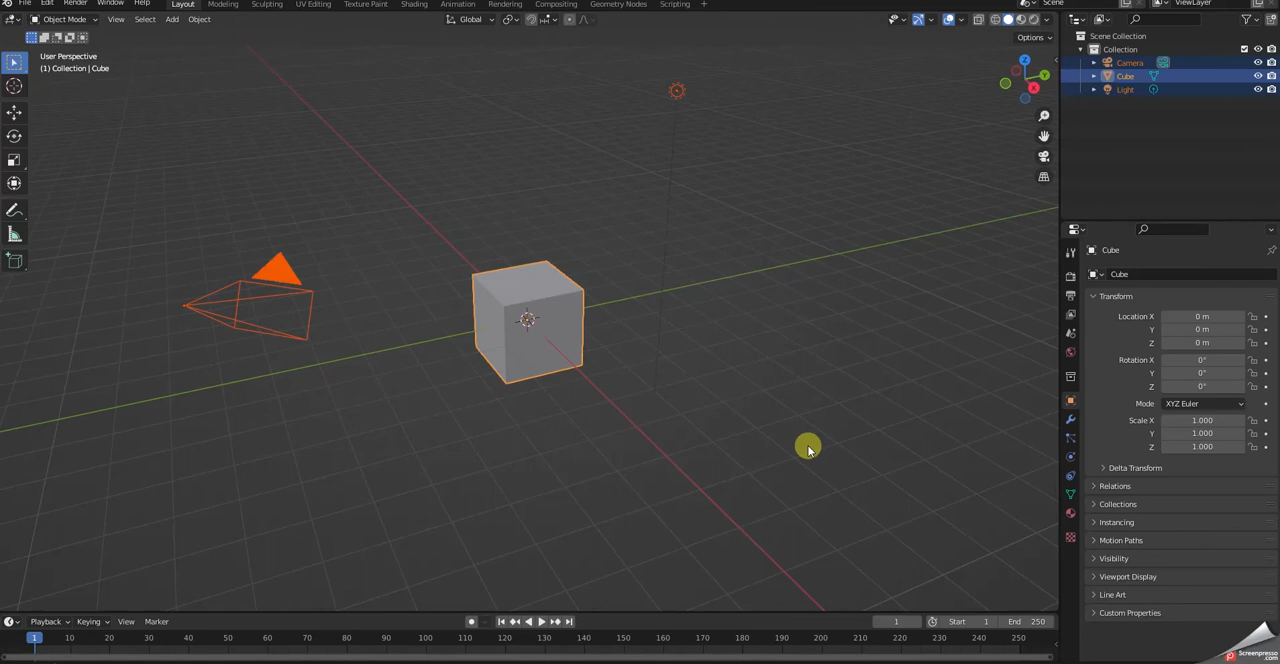 File Edit Render Window Help Layout Modeling Sculpting UV Editing Texture Paint Shading Animation Rendering Compositing Geometry Nodes Scripting + Scene ViewLayer
Object Mode View Select Add Object Global
Options
User Perspective
(1) Collection | Cube
Z
Y
X
Scene Collection
Collection
Camera
Cube
Light
Cube
Cube
Transform
Location X 0 m
Y 0 m
Z 0 m
Rotation X 0°
Y 0°
Z 0°
Mode XYZ Euler
Scale X 1.000
Y 1.000
Z 1.000
Delta Transform
Relations
Collections
Instancing
Motion Paths
Visibility
Viewport Display
Line Art
Custom Properties
Playback Keying View Marker 1 Start 1 End 250
1 10 20 30 40 50 60 70 80 90 100 110 120 130 140 150 160 170 180 190 200 210 220 230 240 250
Screenpresso
.com